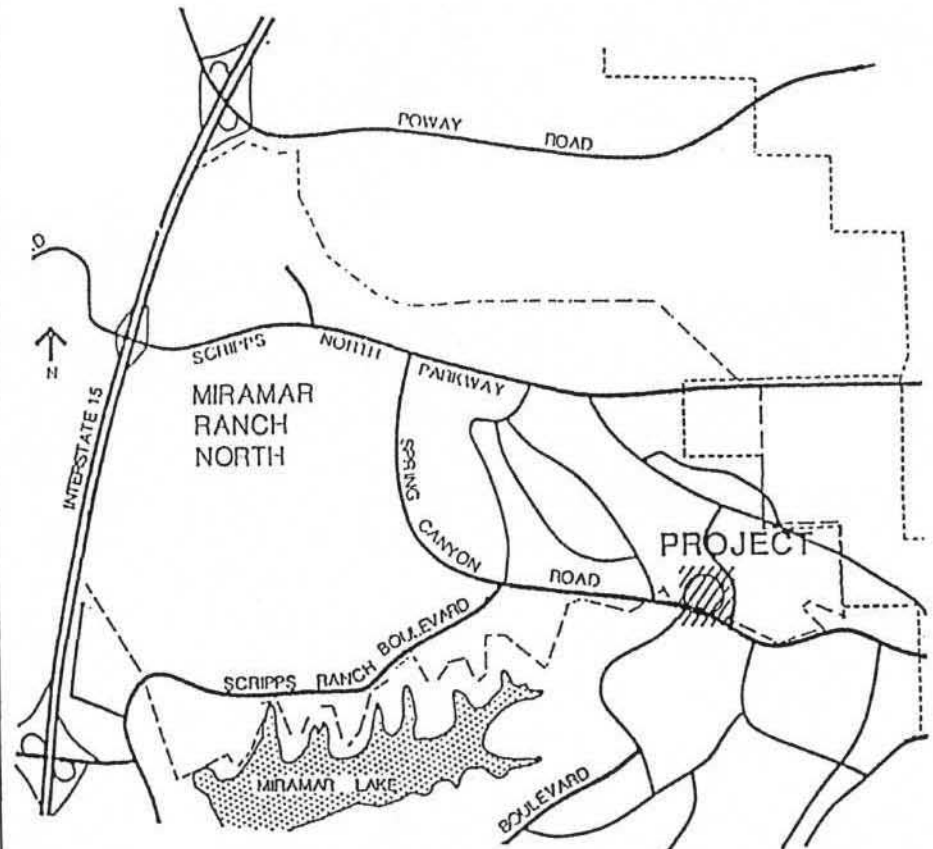 POWAY ROAD
N
SCRIPPS NORTH PARKWAY
INTERSTATE 15
MIRAMAR
RANCH
NORTH
SPRING CANYON ROAD
PROJECT
SCRIPPS RANCH BOULEVARD
MIRAMAR LAKE
BOULEVARD